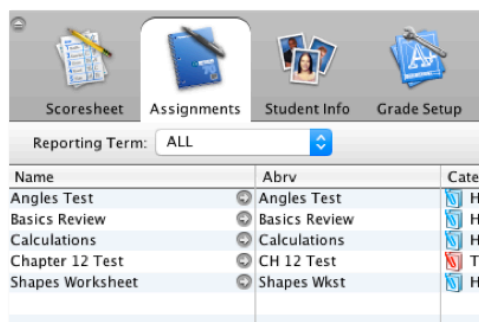 Scoresheet Assignments Student Info Grade Setup
Reporting Term: ALL
Name Abrv Cate
Angles Test Angles Test H
Basics Review Basics Review H
Calculations Calculations H
Chapter 12 Test CH 12 Test T
Shapes Worksheet Shapes Wkst H